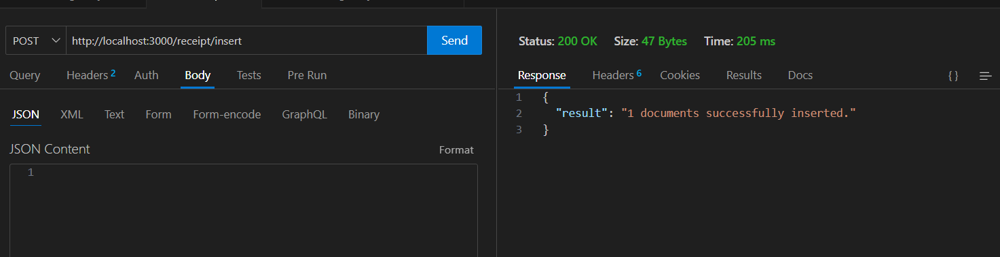 POST http://localhost:3000/receipt/insert Send
Query Headers 2 Auth Body Tests Pre Run
JSON XML Text Form Form-encode GraphQL Binary
JSON Content Format
1
Status: 200 OK Size: 47 Bytes Time: 205 ms
Response Headers 6 Cookies Results Docs { }
1 {
2 "result": "1 documents successfully inserted."
3 }